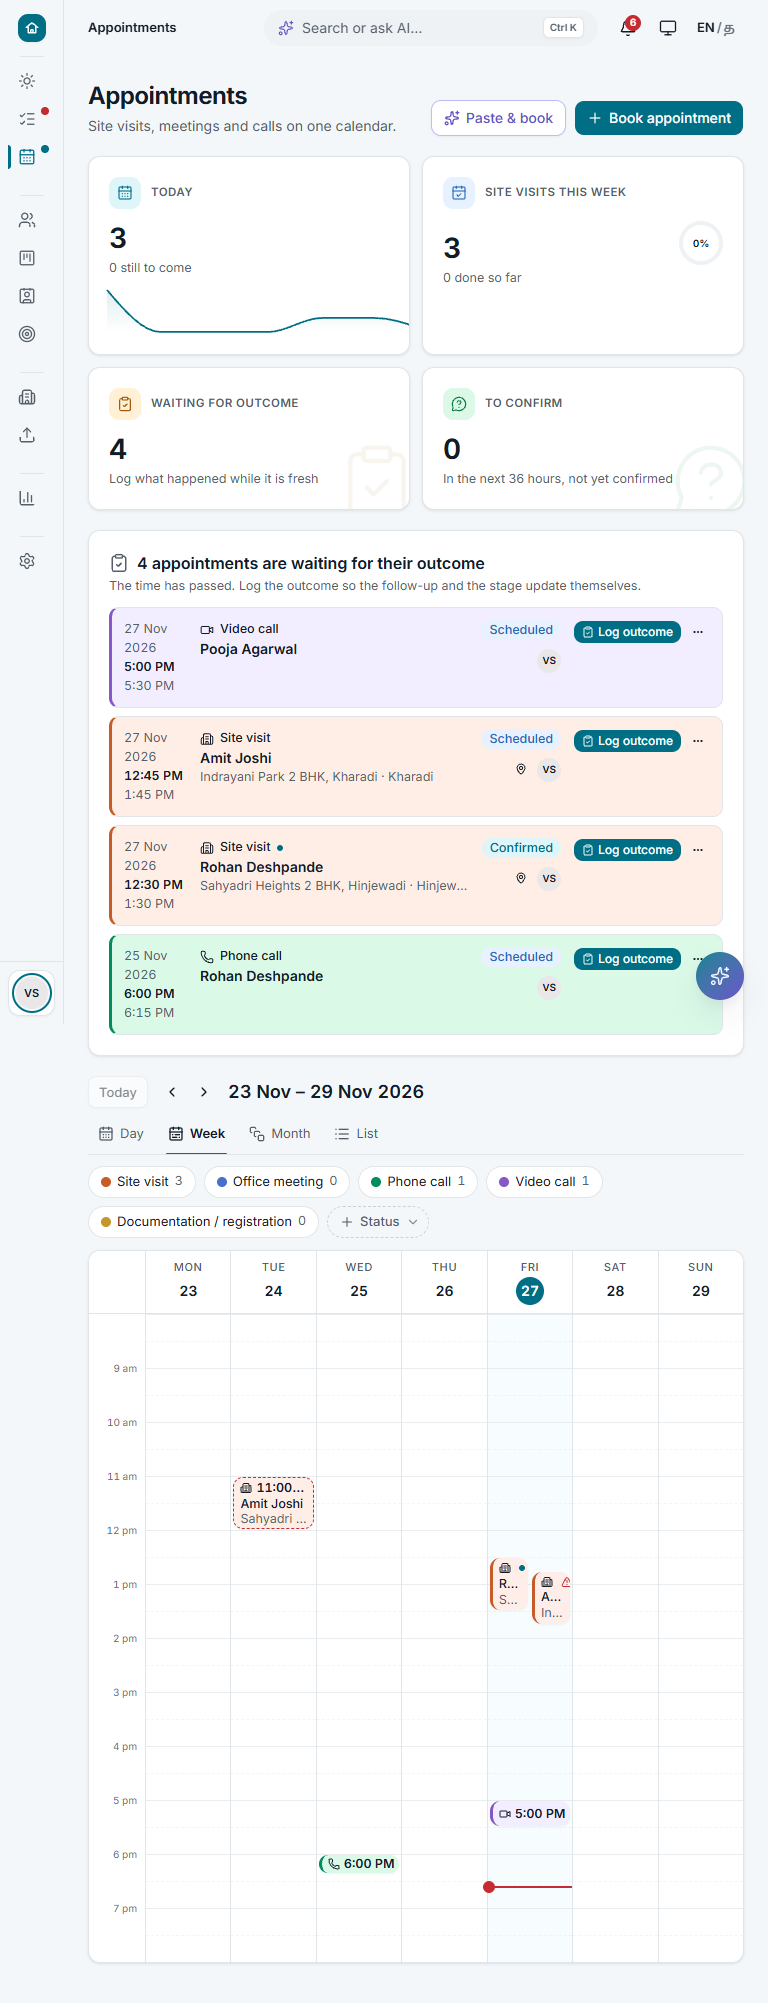 Appointments
Search or ask AI...
Ctrl K
6
EN / த
Appointments
Site visits, meetings and calls on one calendar.
Paste & book
Book appointment
TODAY
3
0 still to come
SITE VISITS THIS WEEK
3
0 done so far
0%
WAITING FOR OUTCOME
4
Log what happened while it is fresh
TO CONFIRM
0
In the next 36 hours, not yet confirmed
4 appointments are waiting for their outcome
The time has passed. Log the outcome so the follow-up and the stage update themselves.
27 Nov 2026
5:00 PM
5:30 PM
Video call
Pooja Agarwal
Scheduled
VS
Log outcome
27 Nov 2026
12:45 PM
1:45 PM
Site visit
Amit Joshi
Indrayani Park 2 BHK, Kharadi · Kharadi
Scheduled
VS
Log outcome
27 Nov 2026
12:30 PM
1:30 PM
Site visit
Rohan Deshpande
Sahyadri Heights 2 BHK, Hinjewadi · Hinjew...
Confirmed
VS
Log outcome
25 Nov 2026
6:00 PM
6:15 PM
Phone call
Rohan Deshpande
Scheduled
VS
Log outcome
VS
Today
23 Nov – 29 Nov 2026
Day
Week
Month
List
Site visit 3
Office meeting 0
Phone call 1
Video call 1
Documentation / registration 0
Status
MON 23
TUE 24
WED 25
THU 26
FRI 27
SAT 28
SUN 29
9 am
10 am
11 am
11:00...
Amit Joshi
Sahyadri ...
12 pm
1 pm
R...
S...
A...
In...
2 pm
3 pm
4 pm
5 pm
5:00 PM
6 pm
6:00 PM
7 pm